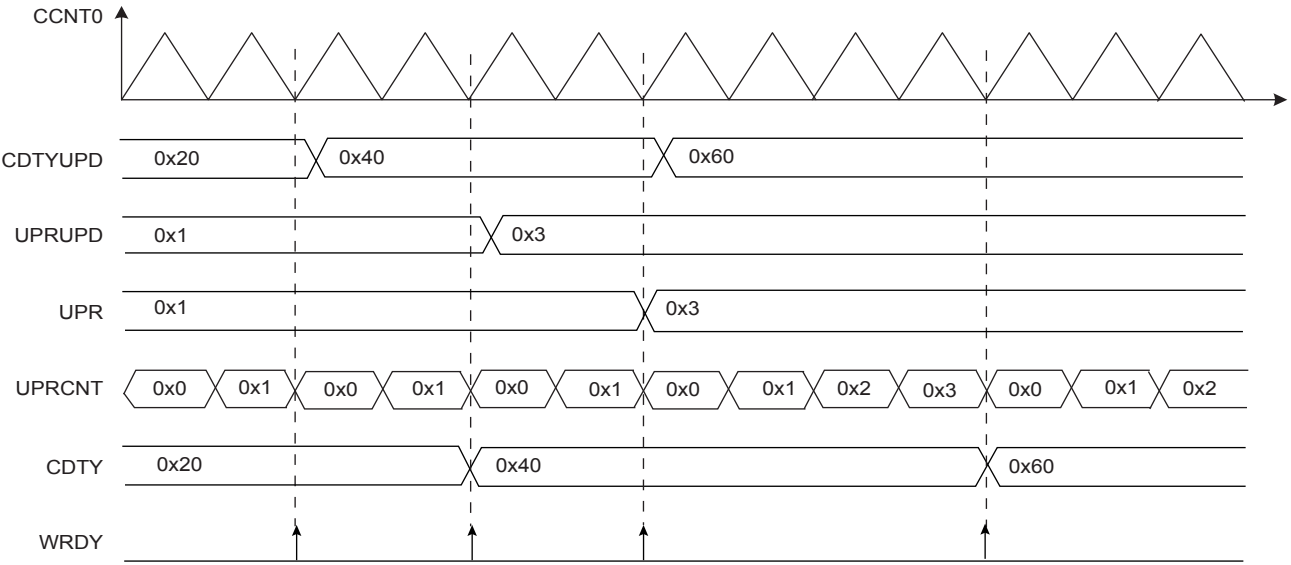 CCNT0
CDTYUPD 0x20 0x40 0x60
UPRUPD 0x1 0x3
UPR 0x1 0x3
UPRCNT 0x0 0x1 0x0 0x1 0x0 0x1 0x0 0x1 0x2 0x3 0x0 0x1 0x2
CDTY 0x20 0x40 0x60
WRDY